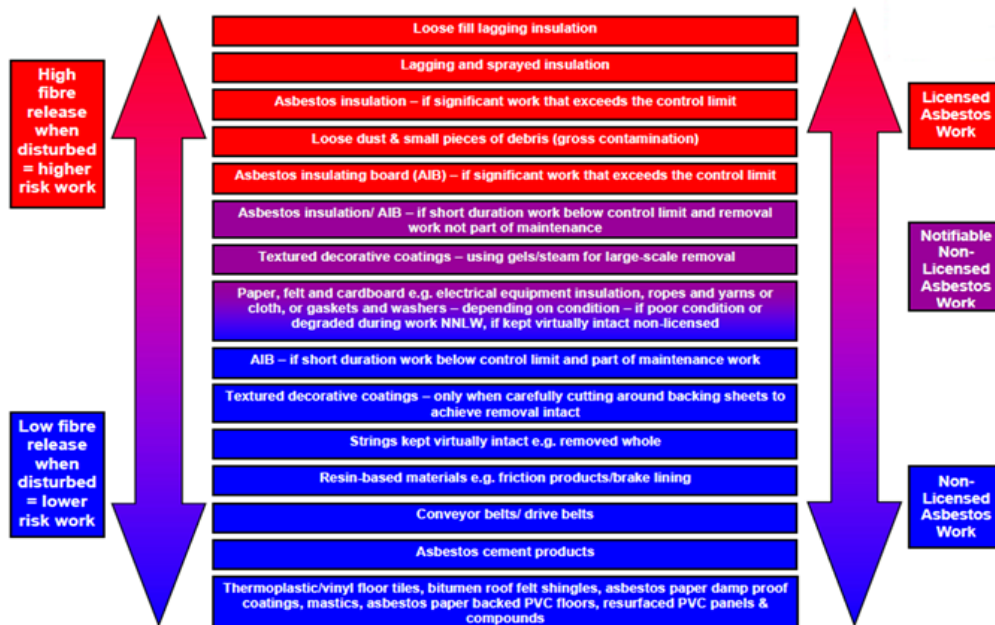 Loose fill lagging insulation
Lagging and sprayed insulation
Asbestos insulation – if significant work that exceeds the control limit
Loose dust & small pieces of debris (gross contamination)
Asbestos insulating board (AIB) – if significant work that exceeds the control limit
Asbestos insulation/ AIB – if short duration work below control limit and removal
work not part of maintenance
Textured decorative coatings – using gels/steam for large-scale removal
Paper, felt and cardboard e.g. electrical equipment insulation, ropes and yarns or
cloth, or gaskets and washers – depending on condition – if poor condition or
degraded during work NNLW, if kept virtually intact non-licensed
AIB – if short duration work below control limit and part of maintenance work
Textured decorative coatings – only when carefully cutting around backing sheets to
achieve removal intact
Strings kept virtually intact e.g. removed whole
Resin-based materials e.g. friction products/brake lining
Conveyor belts/ drive belts
Asbestos cement products
Thermoplastic/vinyl floor tiles, bitumen roof felt shingles, asbestos paper damp proof
coatings, mastics, asbestos paper backed PVC floors, resurfaced PVC panels &
compounds
High
fibre
release
when
disturbed
= higher
risk work
Low fibre
release
when
disturbed
= lower
risk work
Licensed
Asbestos
Work
Notifiable
Non-
Licensed
Asbestos
Work
Non-
Licensed
Asbestos
Work